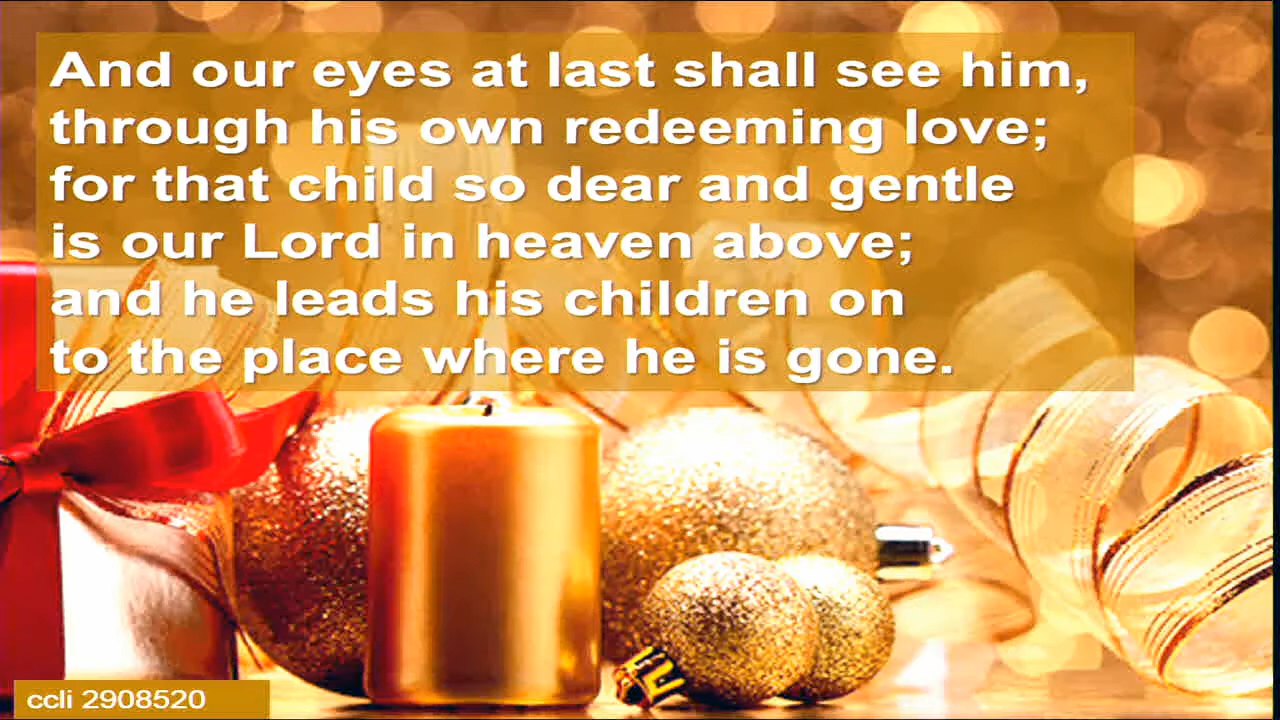 And our eyes at last shall see him,
through his own redeeming love;
for that child so dear and gentle
is our Lord in heaven above;
and he leads his children on
to the place where he is gone.
ccli 2908520